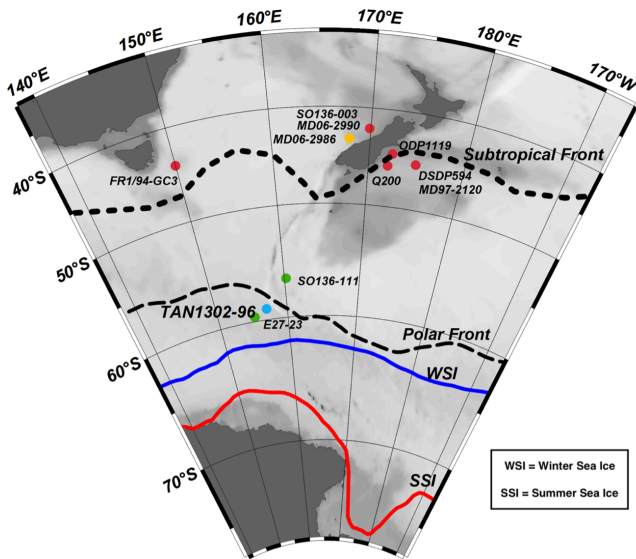 140°E
150°E
160°E
170°E
180°E
170°W
SO136-003
MD06-2990
MD06-2986
ODP1119
Subtropical Front
FR1/94-GC3
Q200
DSDP594
MD97-2120
40°S
50°S
SO136-111
TAN1302-96
E27-23
Polar Front
60°S
WSI
WSI = Winter Sea Ice
SSI
SSI = Summer Sea Ice
70°S